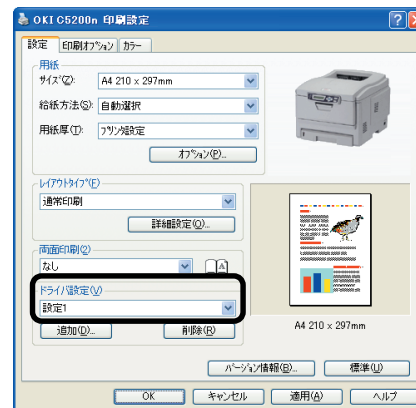 OKI C5200n 印刷設定
設定 印刷オプション カラー
用紙
サイズ(Z): A4 210 x 297mm
給紙方法(S): 自動選択
用紙厚(T): プリンタ設定
オプション(P)...
レイアウトタイプ(F)
通常印刷
詳細設定(O)...
両面印刷(2)
なし
ドライバ設定(V)
設定1
追加(D)... 削除(R)
A4 210 x 297mm
バージョン情報(B)... 標準(U)
OK キャンセル 適用(A) ヘルプ